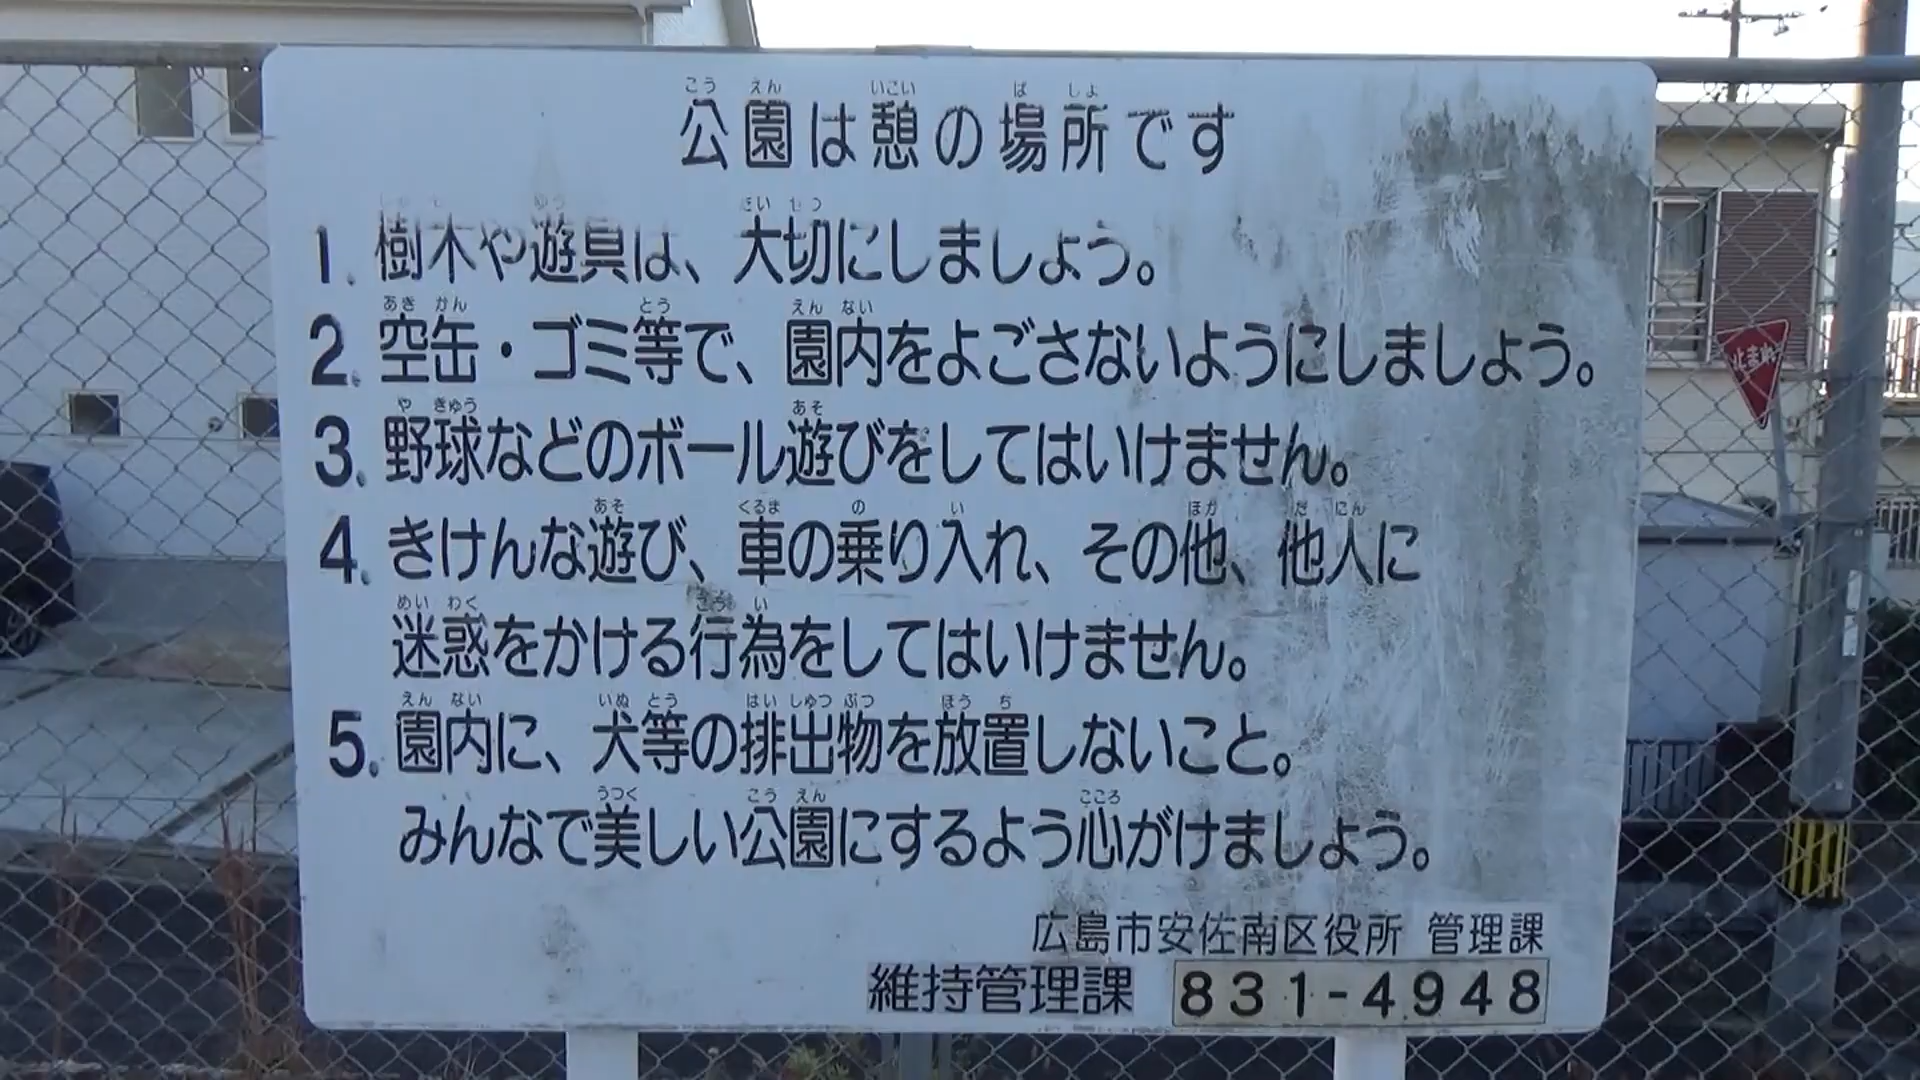 公園は憩の場所です
1. 樹木や遊具は、大切にしましょう。
2. 空缶・ゴミ等で、園内をよごさないようにしましょう。
3. 野球などのボール遊びをしてはいけません。
4. きけんな遊び、車の乗り入れ、その他、他人に
迷惑をかける行為をしてはいけません。
5. 園内に、犬等の排出物を放置しないこと。
みんなで美しい公園にするよう心がけましょう。
広島市安佐南区役所 管理課
維持管理課 831-4948
止まれ